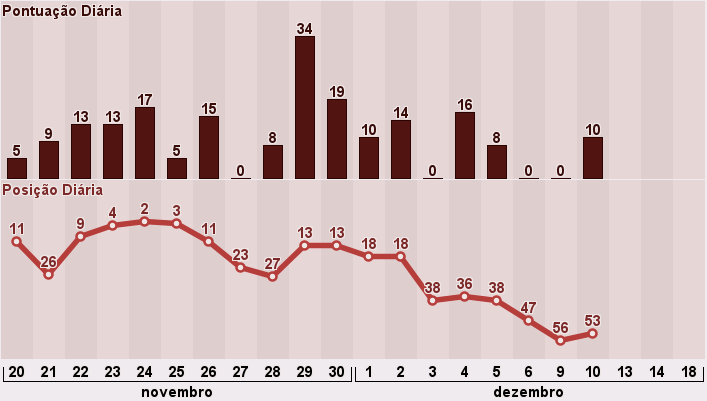 Pontuação Diária
5 9 13 13 17 5 15 0 8 34 19 10 14 0 16 8 0 0 10
Posição Diária
11 26 9 4 2 3 11 23 27 13 13 18 18 38 36 38 47 56 53
20 21 22 23 24 25 26 27 28 29 30 1 2 3 4 5 6 9 10 13 14 18
novembro dezembro